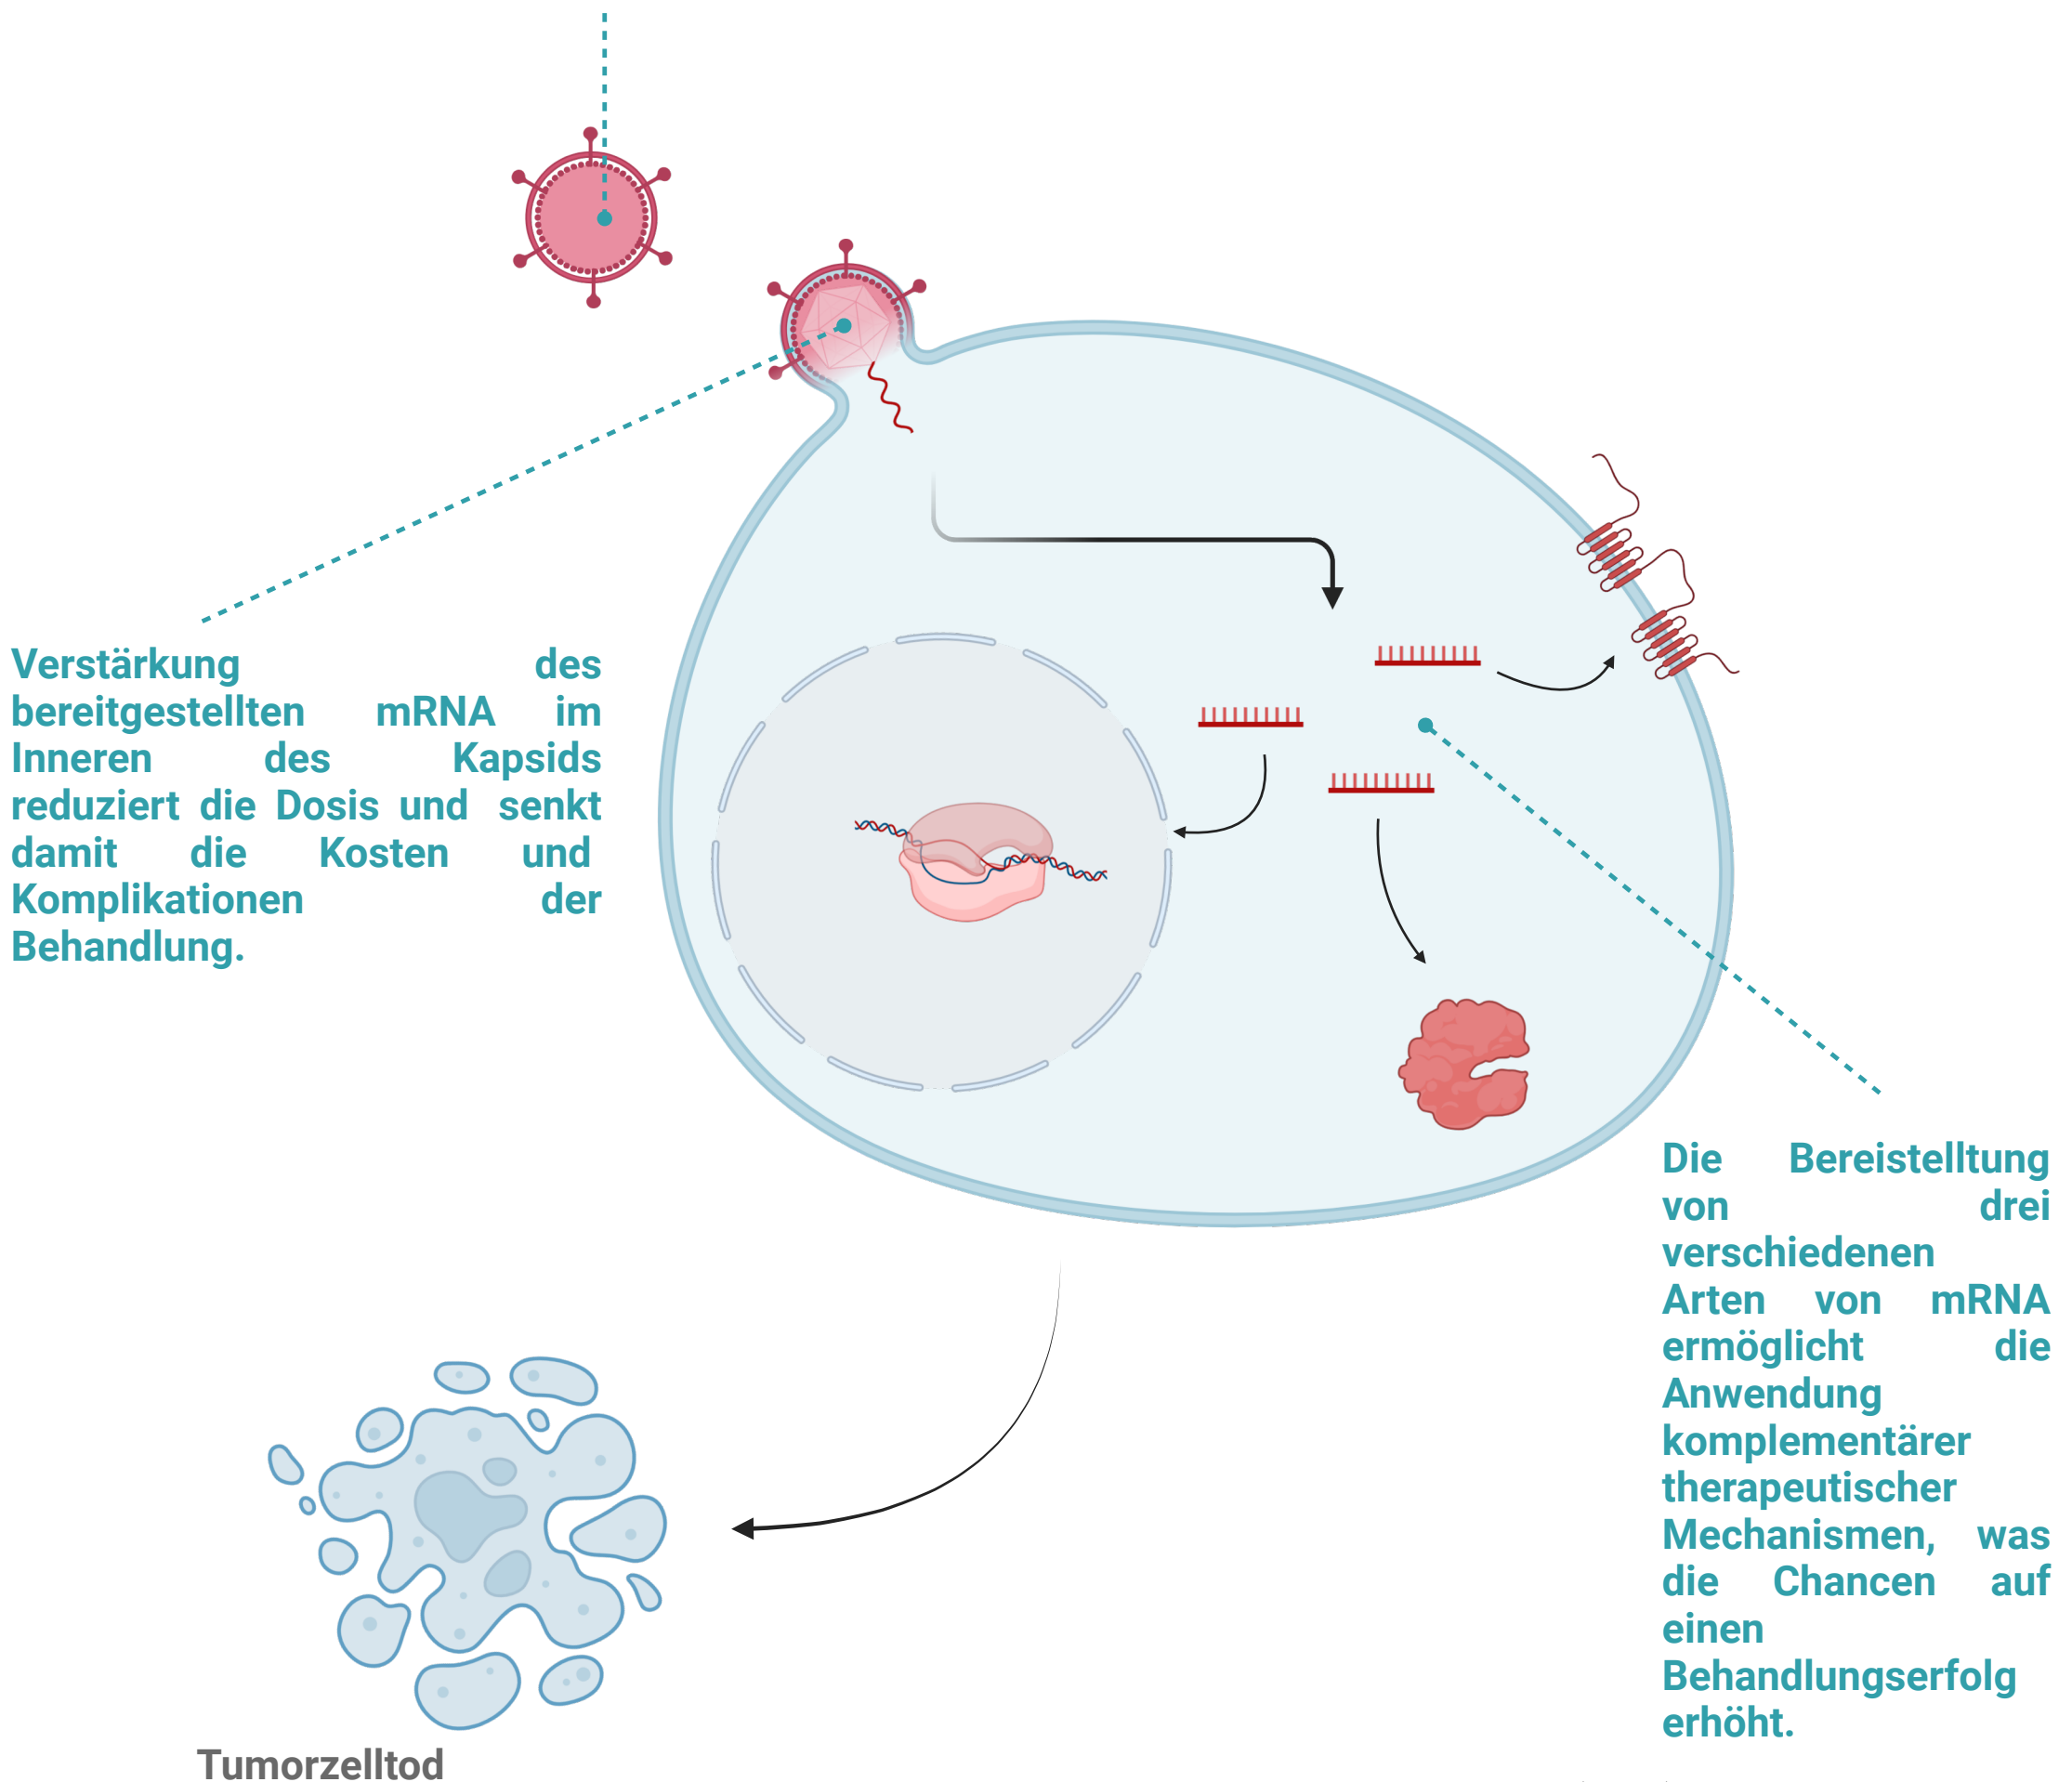 Verstärkung des
bereitgestellten mRNA im
Inneren des Kapsids
reduziert die Dosis und senkt
damit die Kosten und
Komplikationen der
Behandlung.
Die Bereistelltung
von drei
verschiedenen
Arten von mRNA
ermöglicht die
Anwendung
komplementärer
therapeutischer
Mechanismen, was
die Chancen auf
einen
Behandlungserfolg
erhöht.
Tumorzelltod